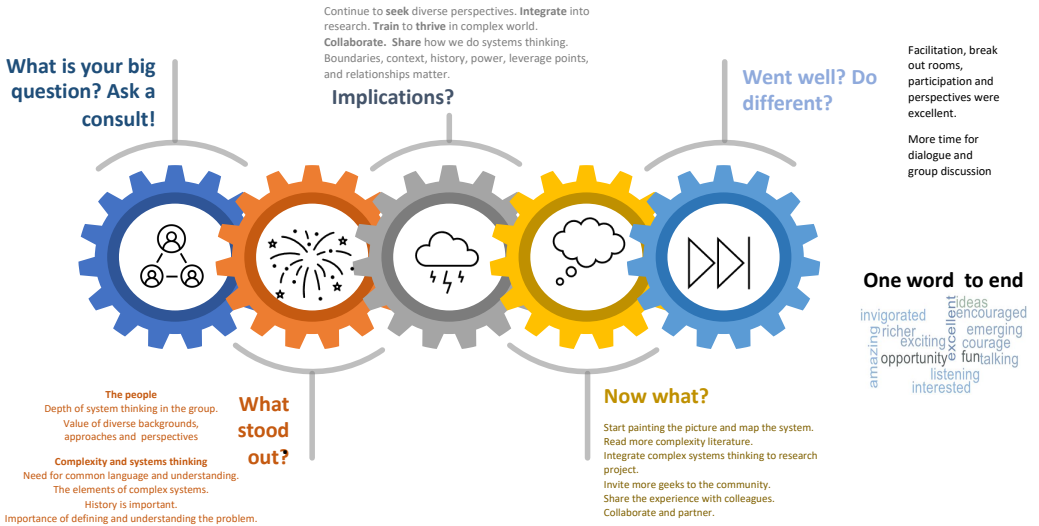 What is your big
question? Ask a
consult!
Continue to seek diverse perspectives. Integrate into
research. Train to thrive in complex world.
Collaborate.  Share how we do systems thinking.
Boundaries, context, history, power, leverage points,
and relationships matter.
Implications?
Went well? Do
different?
Facilitation, break
out rooms,
participation and
perspectives were
excellent.
More time for
dialogue and
group discussion
The people
Depth of system thinking in the group.
Value of diverse backgrounds,
approaches and  perspectives
Complexity and systems thinking
Need for common language and understanding.
The elements of complex systems.
History is important.
Importance of defining and understanding the problem.
What
stood
out?
Now what?
Start painting the picture and map the system.
Read more complexity literature.
Integrate complex systems thinking to research
project.
Invite more geeks to the community.
Share the experience with colleagues.
Collaborate and partner.
One word  to end
ideas
invigorated
excellent
encouraged
amazing
richer
emerging
exciting
courage
opportunity
fun
talking
listening
interested